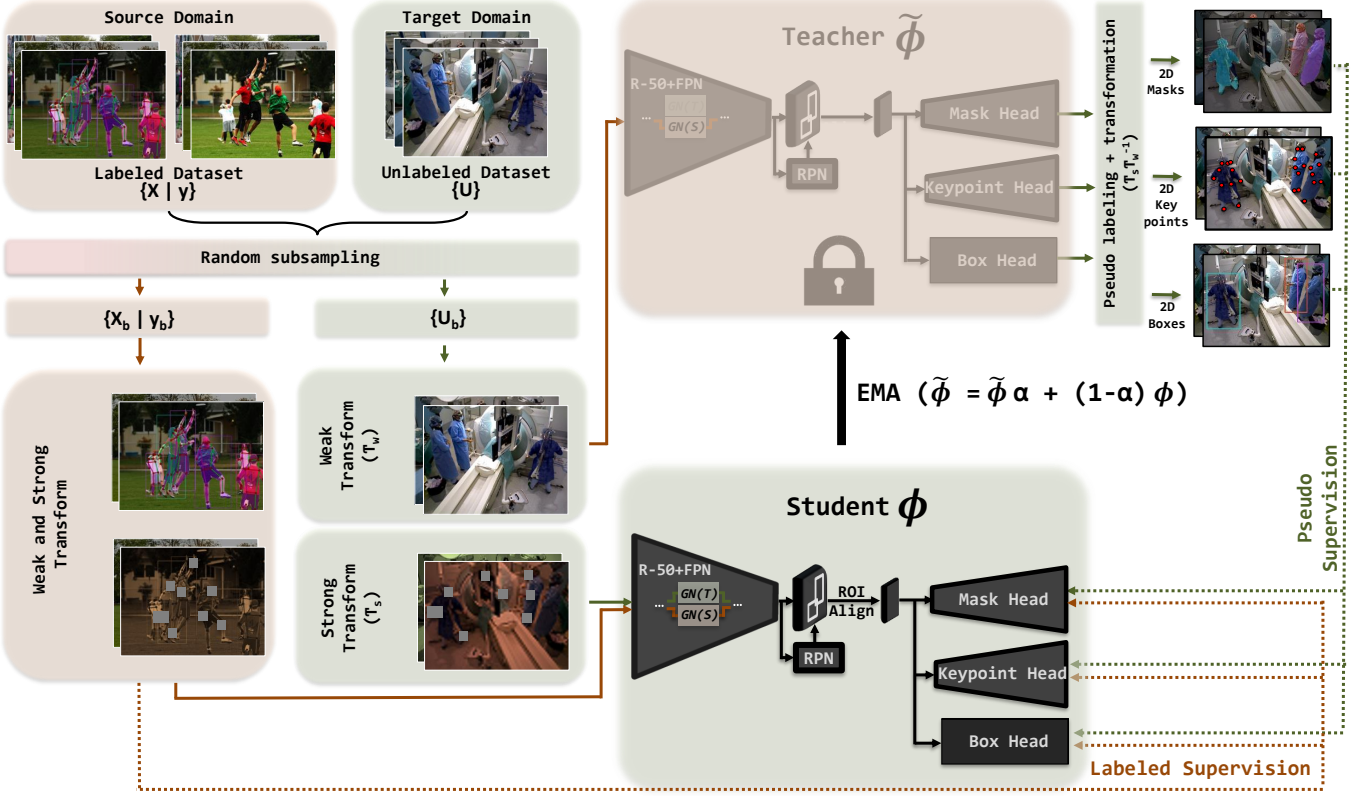 Source Domain
Labeled Dataset
{X | y}
Target Domain
Unlabeled Dataset
{U}
Random subsampling
{X_b | y_b}
{U_b}
Weak and Strong
Transform
Weak
Transform
(T_w)
Strong
Transform
(T_s)
Teacher ϕ̃
R-50+FPN
GN(T)
... GN(S) ...
RPN
Mask Head
Keypoint Head
Box Head
Pseudo labeling + transformation
(T_sT_w^-1)
2D
Masks
2D
Key
points
2D
Boxes
EMA (ϕ̃ = ϕ̃ α + (1-α) ϕ)
Student ϕ
R-50+FPN
GN(T)
... GN(S) ...
RPN
ROI
Align
Mask Head
Keypoint Head
Box Head
Pseudo
Supervision
Labeled Supervision